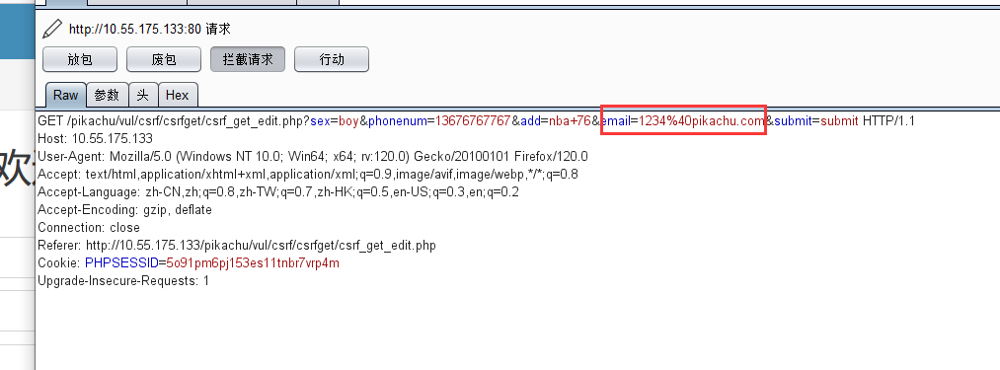 http://10.55.175.133:80 请求
放包 废包 拦截请求 行动
Raw 参数 头 Hex
GET /pikachu/vul/csrf/csrfget/csrf_get_edit.php?sex=boy&phonenum=13676767767&add=nba+76&email=1234%40pikachu.com&submit=submit HTTP/1.1
Host: 10.55.175.133
User-Agent: Mozilla/5.0 (Windows NT 10.0; Win64; x64; rv:120.0) Gecko/20100101 Firefox/120.0
Accept: text/html,application/xhtml+xml,application/xml;q=0.9,image/avif,image/webp,*/*;q=0.8
Accept-Language: zh-CN,zh;q=0.8,zh-TW;q=0.7,zh-HK;q=0.5,en-US;q=0.3,en;q=0.2
Accept-Encoding: gzip, deflate
Connection: close
Referer: http://10.55.175.133/pikachu/vul/csrf/csrfget/csrf_get_edit.php
Cookie: PHPSESSID=5o91pm6pj153es11tnbr7vrp4m
Upgrade-Insecure-Requests: 1